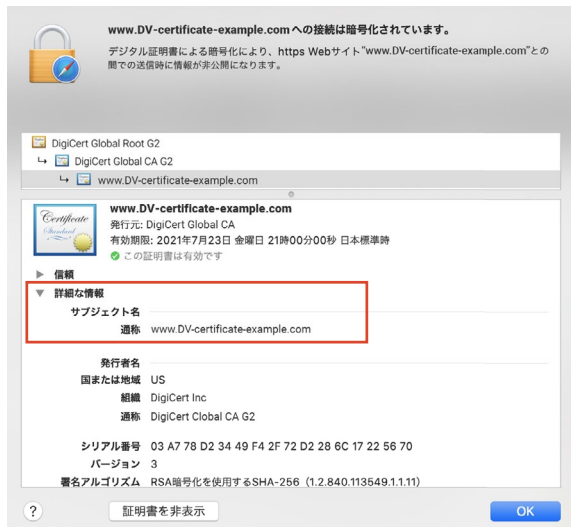 www.DV-certificate-example.com への接続は暗号化されています。
デジタル証明書による暗号化により、https Webサイト"www.DV-certificate-example.com"との
間での送信時に情報が非公開になります。
DigiCert Global Root G2
↳ DigiCert Global CA G2
↳ www.DV-certificate-example.com
Certificate
Standard
www.DV-certificate-example.com
発行元: DigiCert Global CA
有効期限: 2021年7月23日 金曜日 21時00分00秒 日本標準時
この証明書は有効です
▶ 信頼
▼ 詳細な情報
サブジェクト名
通称 www.DV-certificate-example.com
発行者名
国または地域 US
組織 DigiCert Inc
通称 DigiCert Clobal CA G2
シリアル番号 03 A7 78 D2 34 49 F4 2F 72 D2 28 6C 17 22 56 70
バージョン 3
署名アルゴリズム RSA暗号化を使用するSHA-256（1.2.840.113549.1.1.11）
? 証明書を非表示 OK